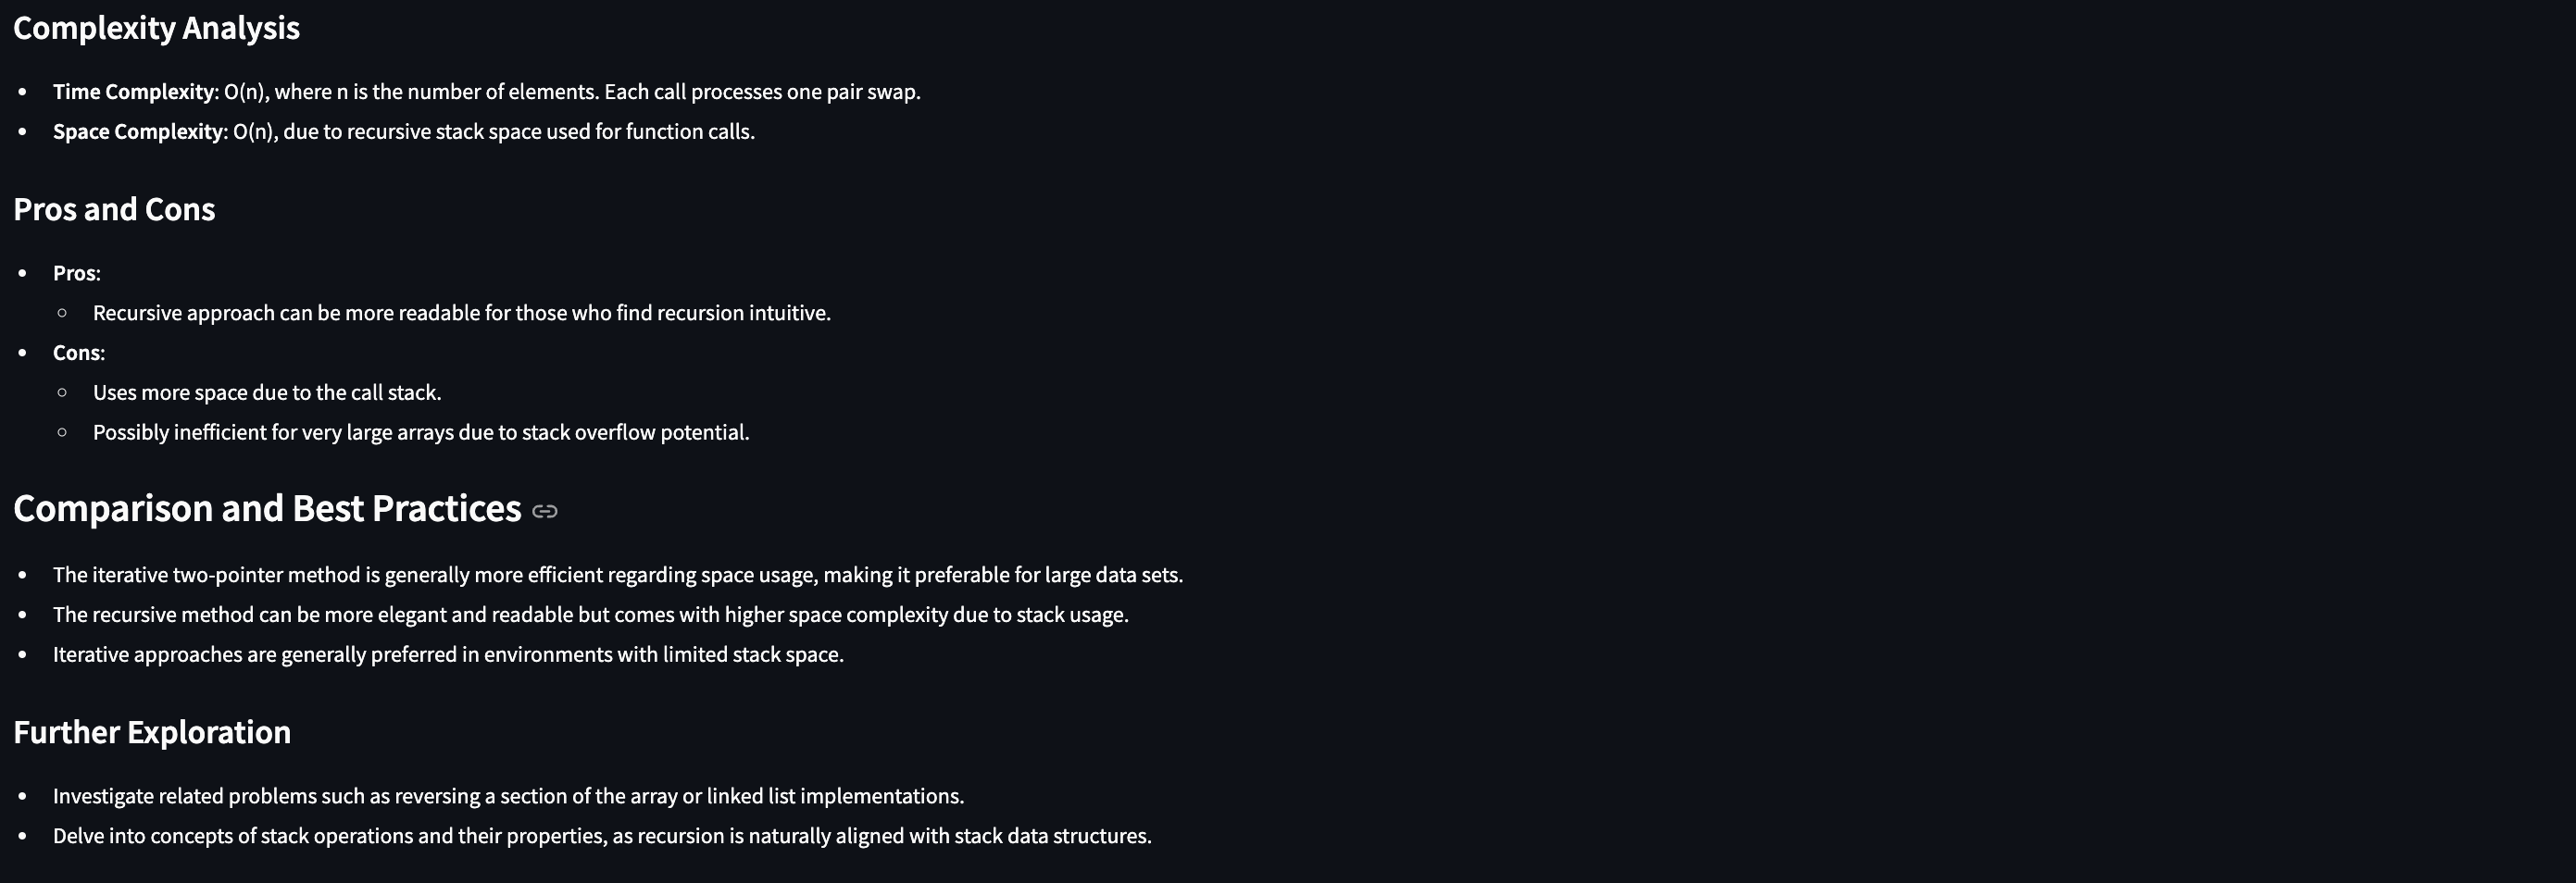 Complexity Analysis
Time Complexity: O(n), where n is the number of elements. Each call processes one pair swap.
Space Complexity: O(n), due to recursive stack space used for function calls.
Pros and Cons
Pros:
Recursive approach can be more readable for those who find recursion intuitive.
Cons:
Uses more space due to the call stack.
Possibly inefficient for very large arrays due to stack overflow potential.
Comparison and Best Practices
The iterative two-pointer method is generally more efficient regarding space usage, making it preferable for large data sets.
The recursive method can be more elegant and readable but comes with higher space complexity due to stack usage.
Iterative approaches are generally preferred in environments with limited stack space.
Further Exploration
Investigate related problems such as reversing a section of the array or linked list implementations.
Delve into concepts of stack operations and their properties, as recursion is naturally aligned with stack data structures.